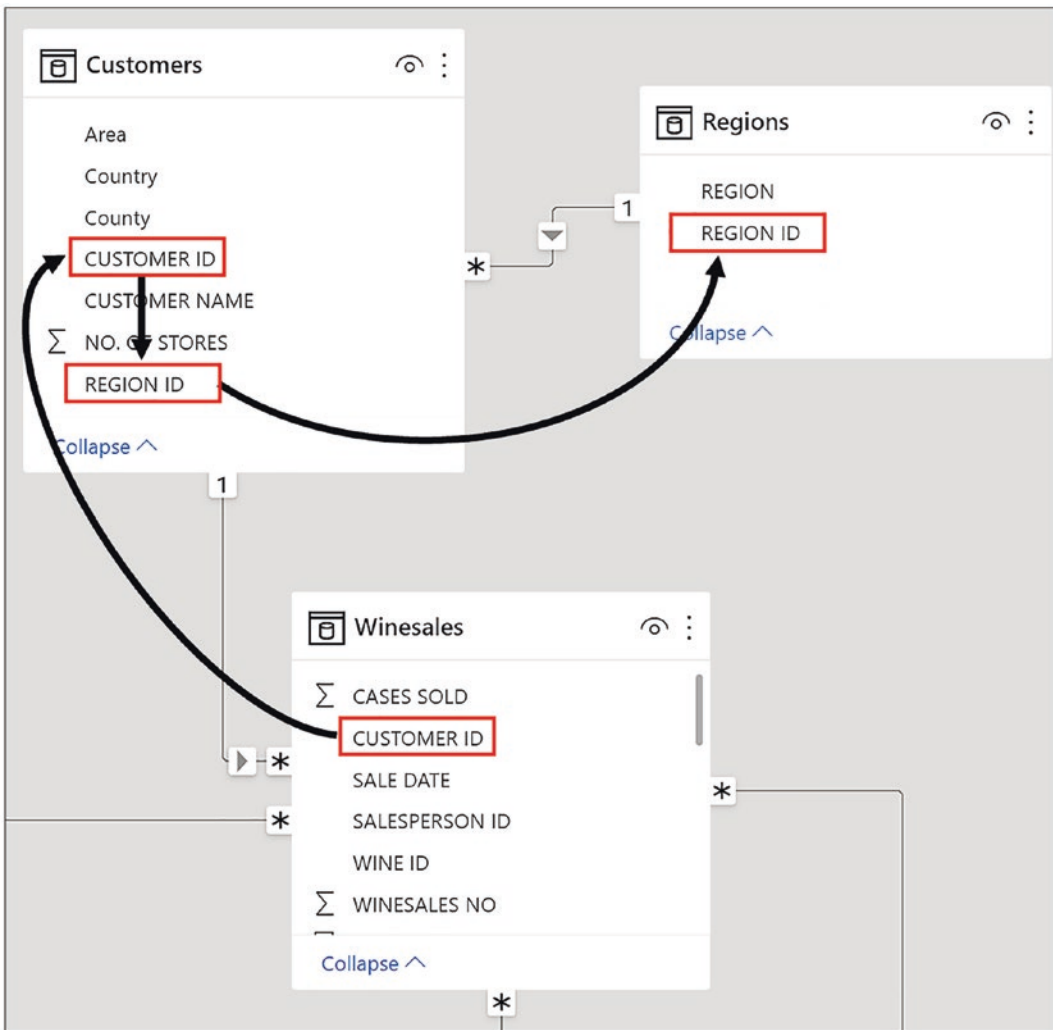 Customers
Area
Country
County
CUSTOMER ID
CUSTOMER NAME
Σ NO. OF STORES
REGION ID
Collapse
Regions
REGION
REGION ID
Collapse
1
*
1
Winesales
Σ CASES SOLD
CUSTOMER ID
SALE DATE
SALESPERSON ID
WINE ID
Σ WINESALES NO
Collapse
*
*
*
*